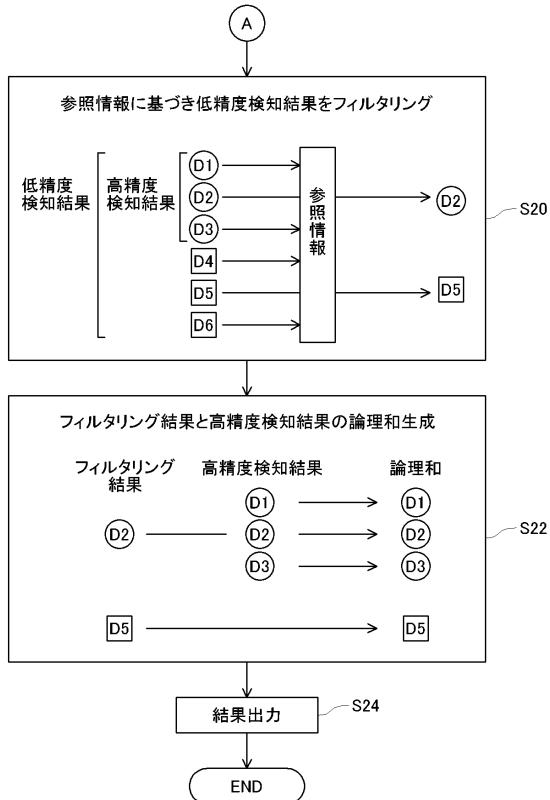 A
参照情報に基づき低精度検知結果をフィルタリング
低精度
検知結果
高精度
検知結果
D1
D2
D3
D4
D5
D6
参照情報
D2
D5
S20
フィルタリング結果と高精度検知結果の論理和生成
フィルタリング
結果
高精度検知結果
論理和
D1
D1
D2
D2
D2
D3
D3
D5
D5
S22
結果出力
S24
END